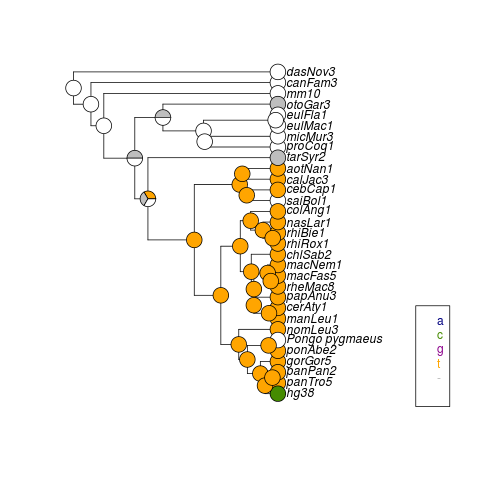 dasNov3
canFam3
mm10
otoGar3
eulFla1
eulMac1
micMur3
proCoq1
tarSyr2
aotNan1
calJac3
cebCap1
saiBol1
colAng1
nasLar1
rhiBie1
rhiRox1
chlSab2
macNem1
macFas5
rheMac8
papAnu3
cerAty1
manLeu1
nomLeu3
Pongo pygmaeus
ponAbe2
gorGor5
panPan2
panTro5
hg38
a
c
g
t
-